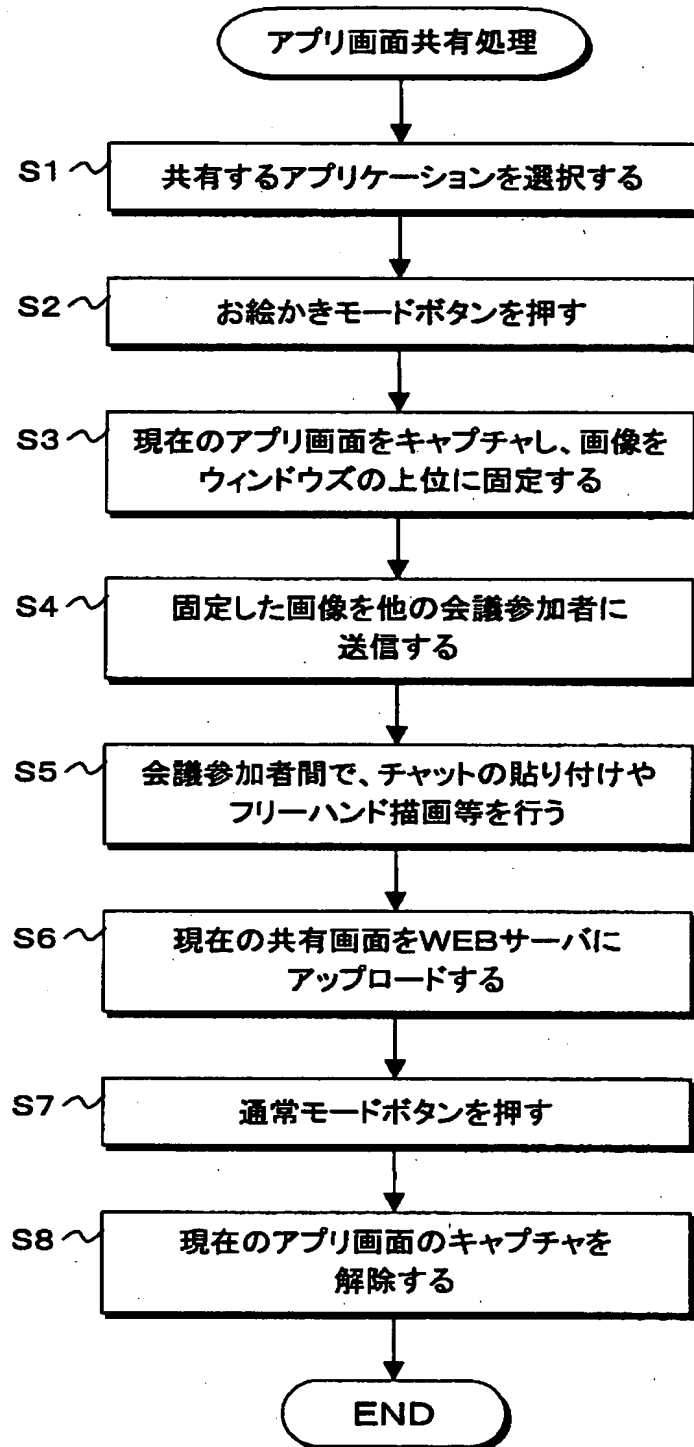 アプリ画面共有処理
S1 共有するアプリケーションを選択する
S2 お絵かきモードボタンを押す
S3 現在のアプリ画面をキャプチャし、画像を
ウィンドウズの上位に固定する
S4 固定した画像を他の会議参加者に
送信する
S5 会議参加者間で、チャットの貼り付けや
フリーハンド描画等を行う
S6 現在の共有画面をWEBサーバに
アップロードする
S7 通常モードボタンを押す
S8 現在のアプリ画面のキャプチャを
解除する
END